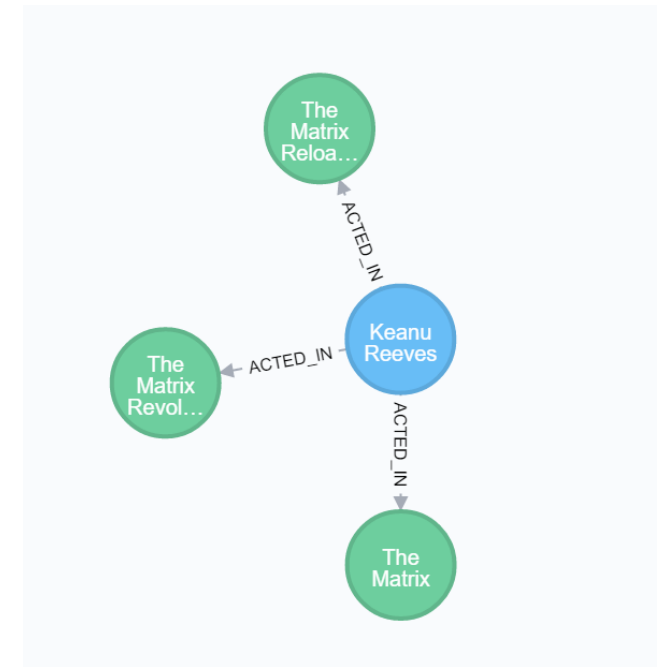 The
Matrix
Reloa...
ACTED_IN
Keanu
Reeves
The
Matrix
Revol...
ACTED_IN
ACTED_IN
The
Matrix